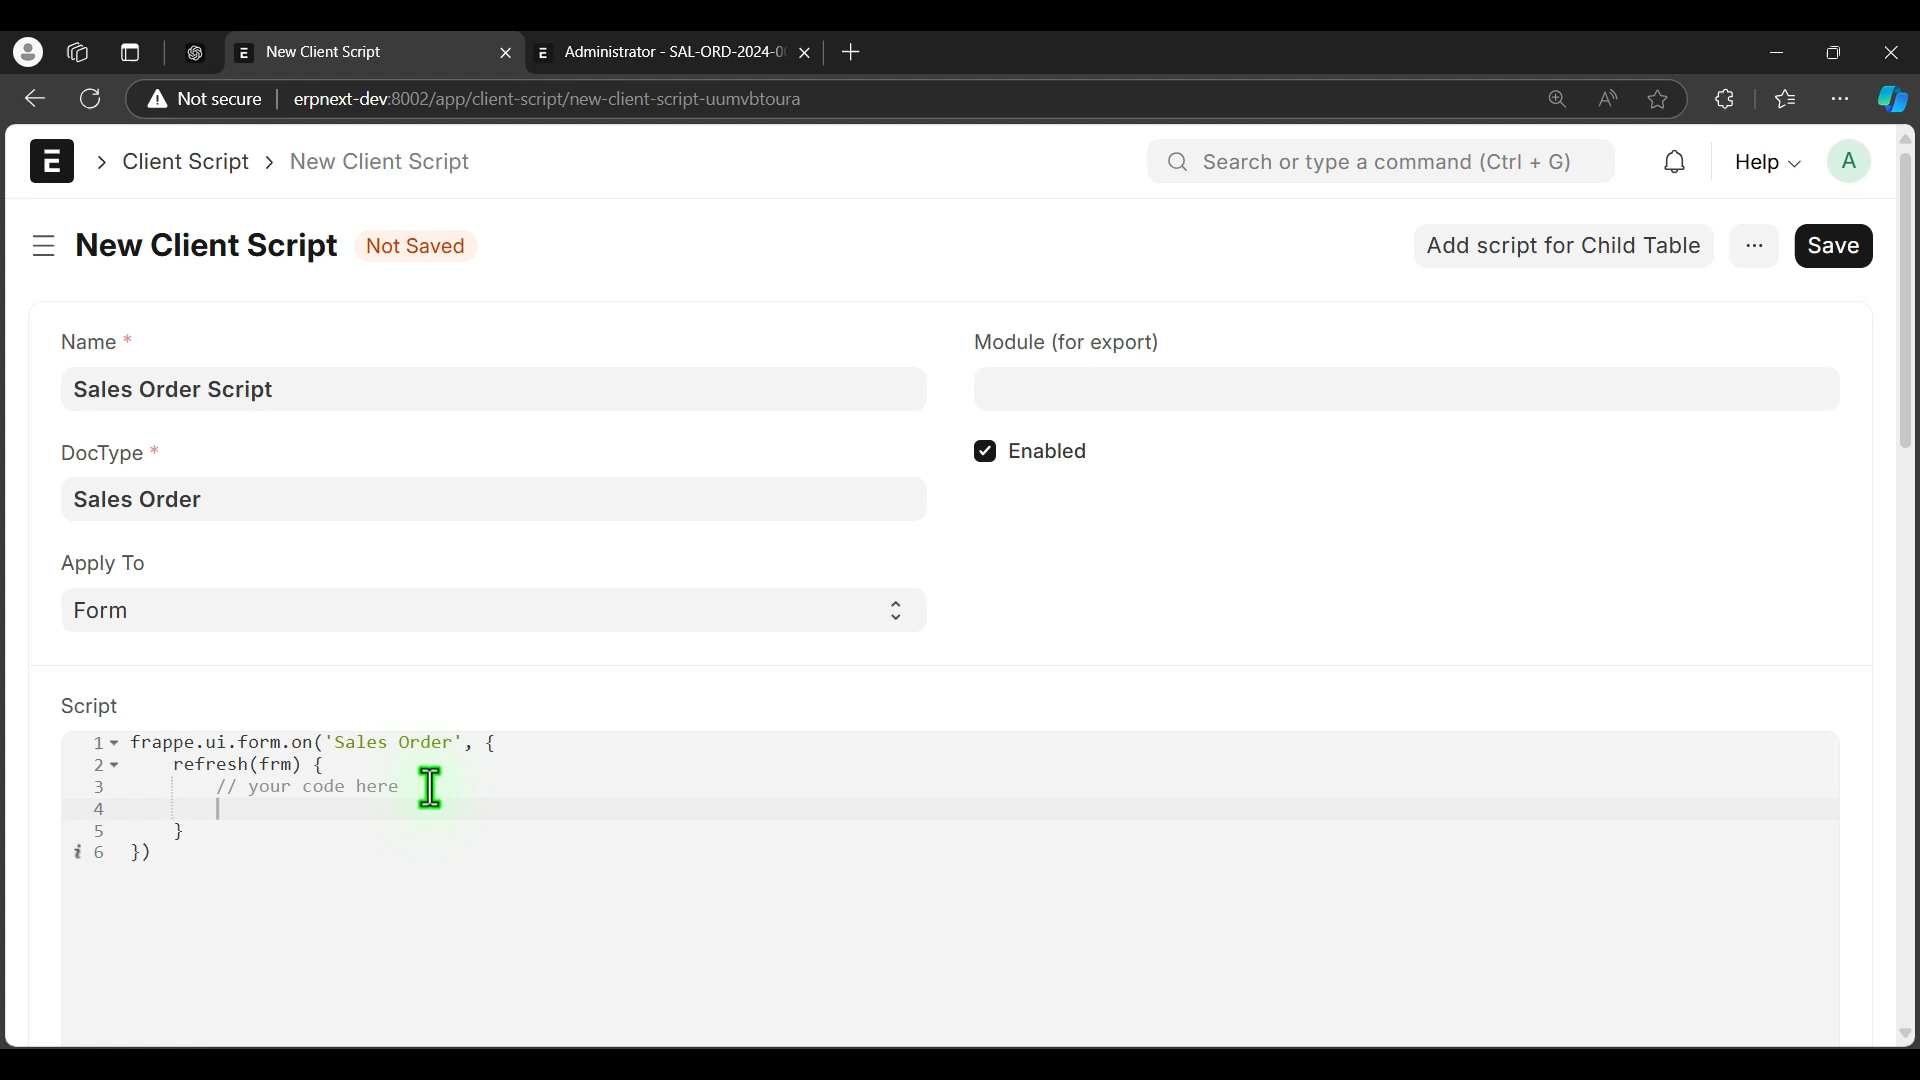 New Client Script
Administrator - SAL-ORD-2024-0
Not secure
erpnext-dev:8002/app/client-script/new-client-script-uumvbtoura
E
Client Script
New Client Script
Search or type a command (Ctrl + G)
Help
A
New Client Script
Not Saved
Add script for Child Table
Save
Name *
Module (for export)
Sales Order Script
DocType *
Enabled
Sales Order
Apply To
Form
Script
1 frappe.ui.form.on('Sales Order', {
2 refresh(frm) {
3 // your code here
4
5 }
6 })